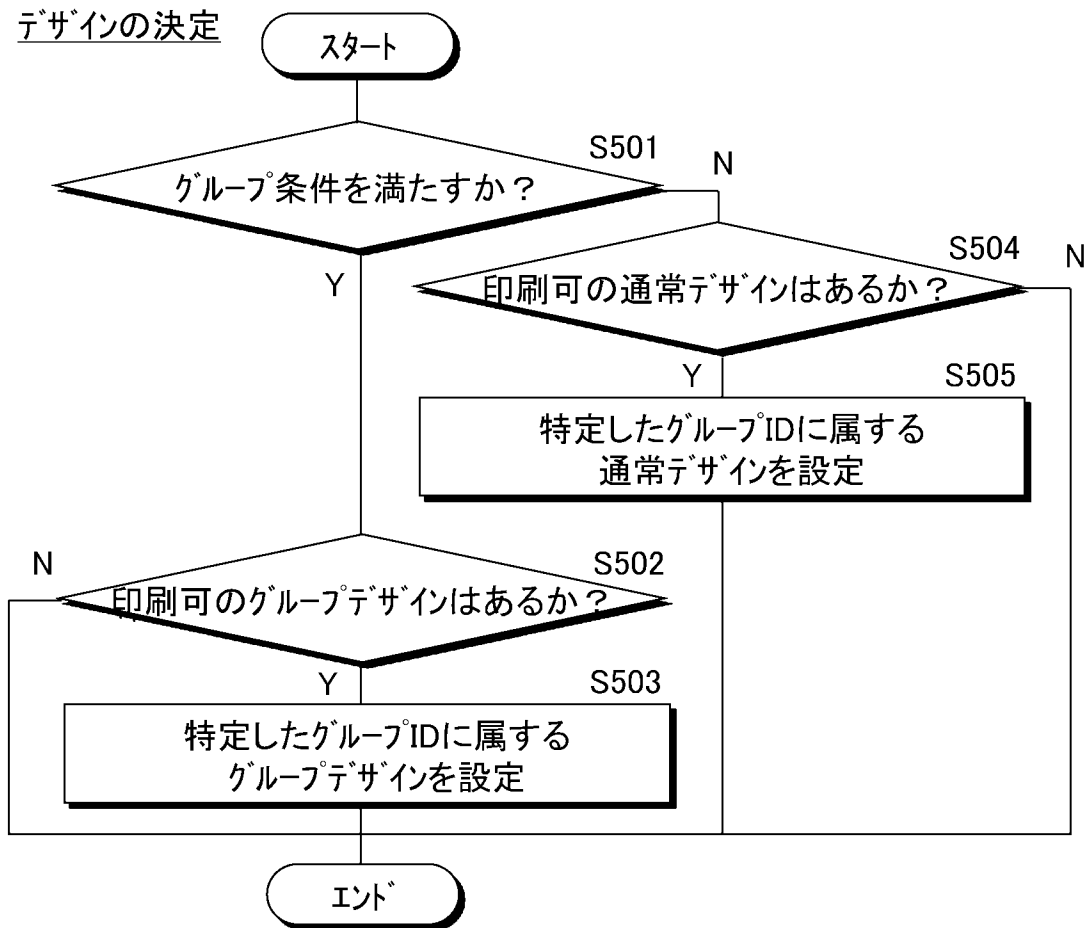 ﾃﾞｻﾞｲﾝの決定
ｽﾀｰﾄ
S501
ｸﾞﾙｰﾌﾟ条件を満たすか？
N
Y
S504
N
印刷可の通常ﾃﾞｻﾞｲﾝはあるか？
Y
S505
特定したｸﾞﾙｰﾌﾟIDに属する
通常ﾃﾞｻﾞｲﾝを設定
N
S502
印刷可のｸﾞﾙｰﾌﾟﾃﾞｻﾞｲﾝはあるか？
Y
S503
特定したｸﾞﾙｰﾌﾟIDに属する
ｸﾞﾙｰﾌﾟﾃﾞｻﾞｲﾝを設定
ｴﾝﾄﾞ